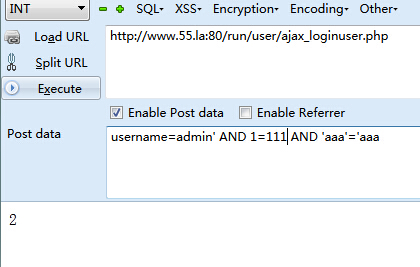 INT SQL▾ XSS▾ Encryption▾ Encoding▾ Other▾
Load URL http://www.55.la:80/run/user/ajax_loginuser.php
Split URL
Execute
Enable Post data Enable Referrer
Post data username=admin' AND 1=111 AND 'aaa'='aaa
2